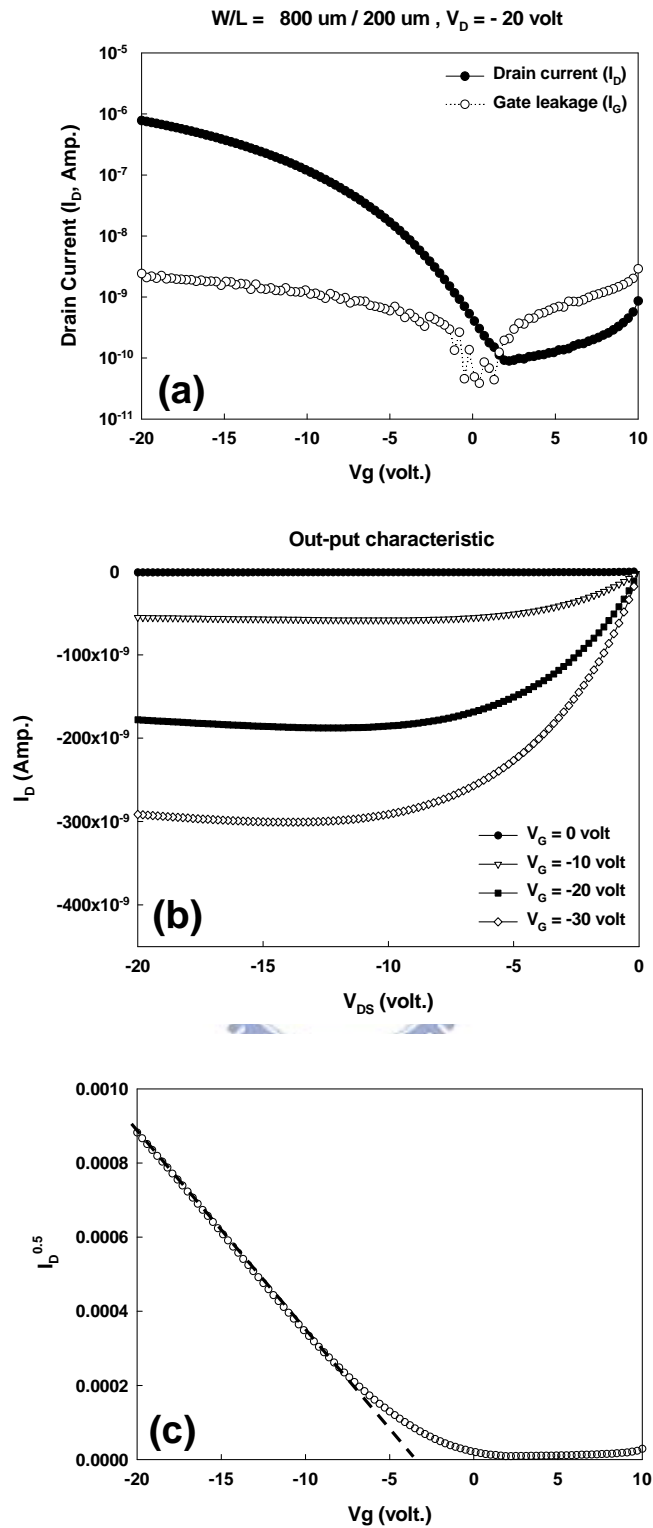 W/L = 800 um / 200 um , V_D = - 20 volt
10^-5
10^-6
10^-7
10^-8
10^-9
10^-10
10^-11
Drain Current (I_D, Amp.)
Drain current (I_D)
Gate leakage (I_G)
(a)
-20 -15 -10 -5 0 5 10
Vg (volt.)
Out-put characteristic
0
-100x10^-9
-200x10^-9
-300x10^-9
-400x10^-9
I_D (Amp.)
V_G = 0 volt
V_G = -10 volt
V_G = -20 volt
V_G = -30 volt
(b)
-20 -15 -10 -5 0
V_DS (volt.)
0.0010
0.0008
0.0006
0.0004
0.0002
0.0000
I_D^0.5
(c)
-20 -15 -10 -5 0 5 10
Vg (volt.)